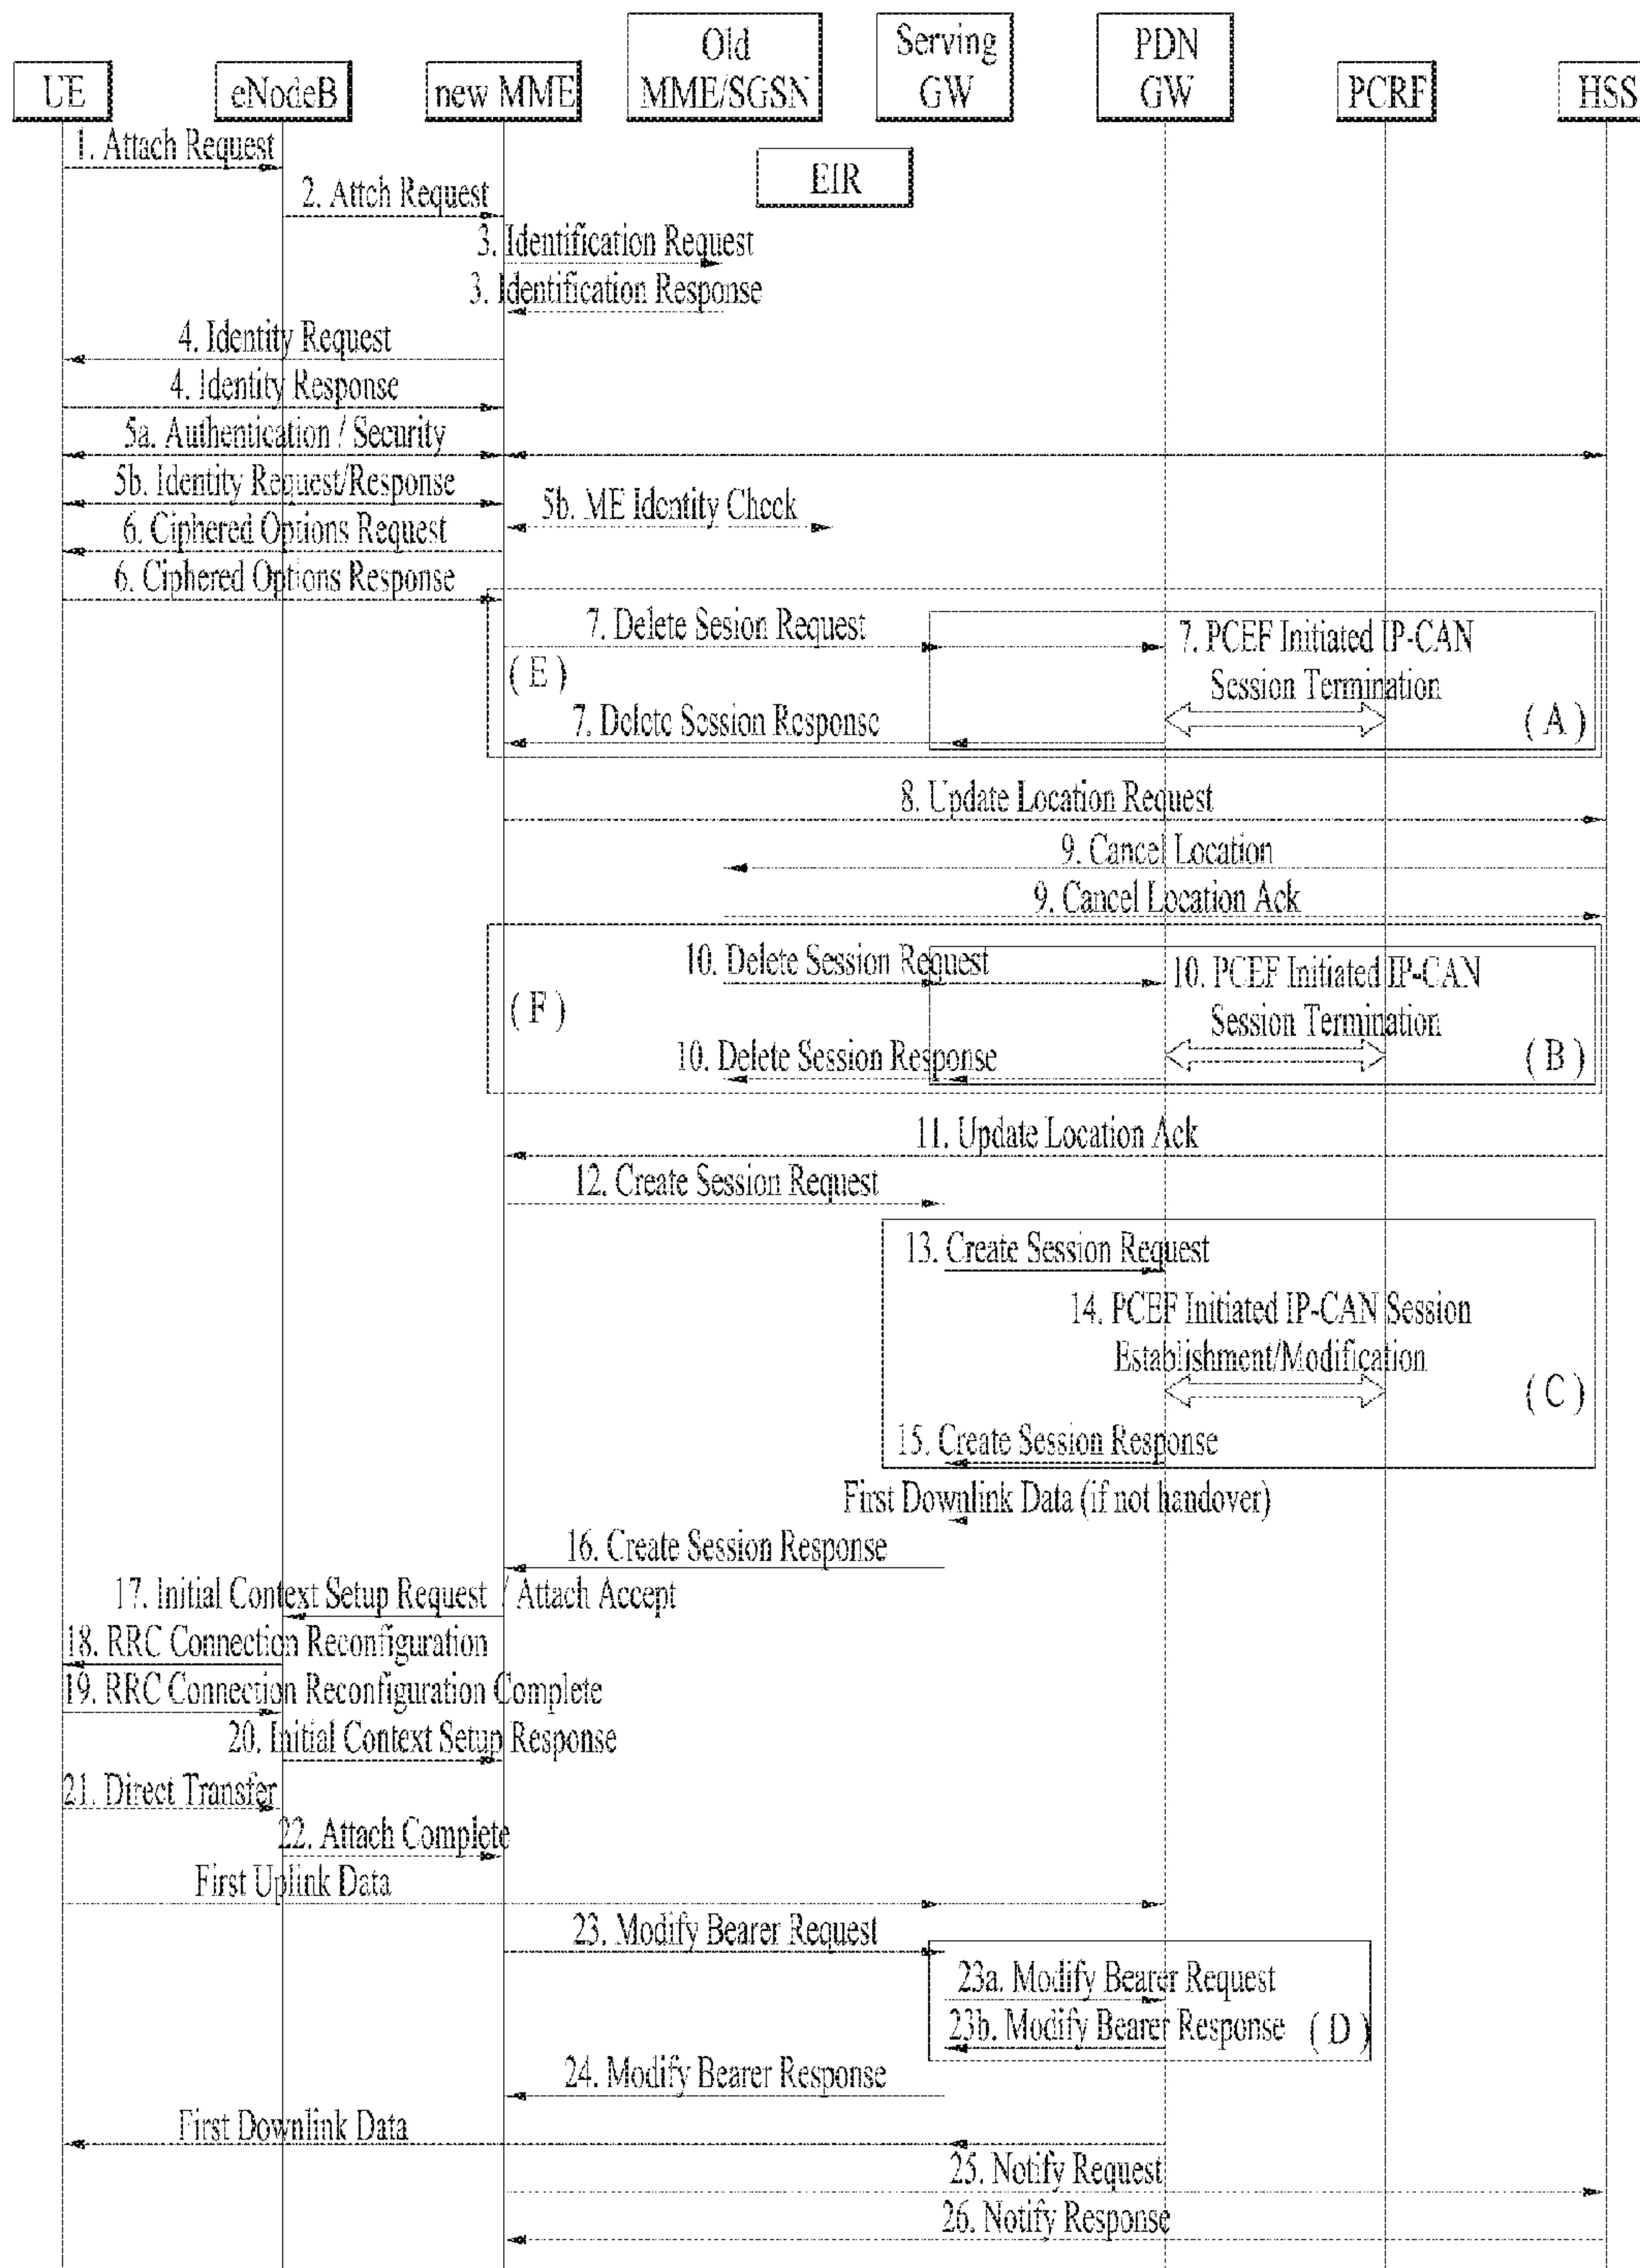 Old
MME/SGSN
Serving
GW
PDN
GW
UE
eNodeB
new MME
PCRF
HSS
1. Attach Request
EIR
2. Attch Request
3. Identification Request
3. Identification Response
4. Identity Request
4. Identity Response
5a. Authentication / Security
5b. Identity Request/Response
5b. ME Identity Check
6. Ciphered Options Request
6. Ciphered Options Response
7. Delete Sesion Request
7. PCEF Initiated IP-CAN
Session Termination
( E )
7. Delete Session Response
( A )
8. Update Location Request
9. Cancel Location
9. Cancel Location Ack
10. Delete Session Request
10. PCEF Initiated IP-CAN
Session Termination
( F )
10. Delete Session Response
( B )
11. Update Location Ack
12. Create Session Request
13. Create Session Request
14. PCEF Initiated IP-CAN Session
Establishment/Modification
( C )
15. Create Session Response
First Downlink Data (if not handover)
16. Create Session Response
17. Initial Context Setup Request / Attach Accept
18. RRC Connection Reconfiguration
19. RRC Connection Reconfiguration Complete
20. Initial Context Setup Response
21. Direct Transfer
22. Attach Complete
First Uplink Data
23. Modify Bearer Request
23a. Modify Bearer Request
23b. Modify Bearer Response
( D )
24. Modify Bearer Response
First Downlink Data
25. Notify Request
26. Notify Response